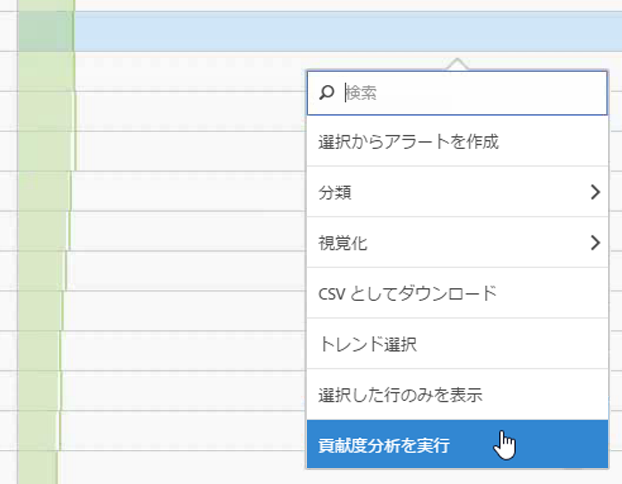 検索
選択からアラートを作成
分類
視覚化
CSV としてダウンロード
トレンド選択
選択した行のみを表示
貢献度分析を実行